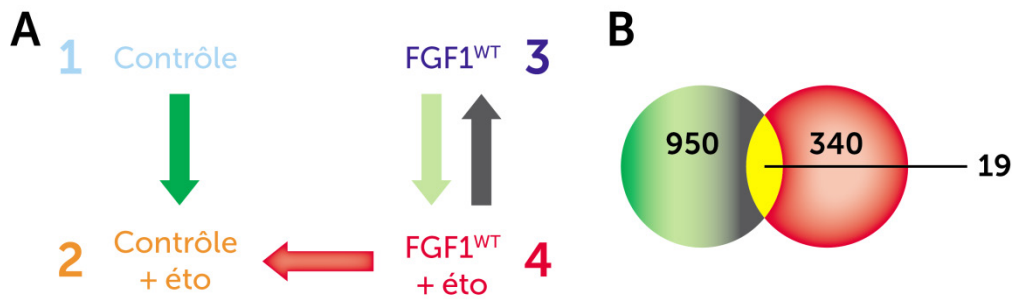 A
B
1 Contrôle
FGF1ᵂᵀ 3
950
340
19
2 Contrôle
+ éto
FGF1ᵂᵀ 4
+ éto